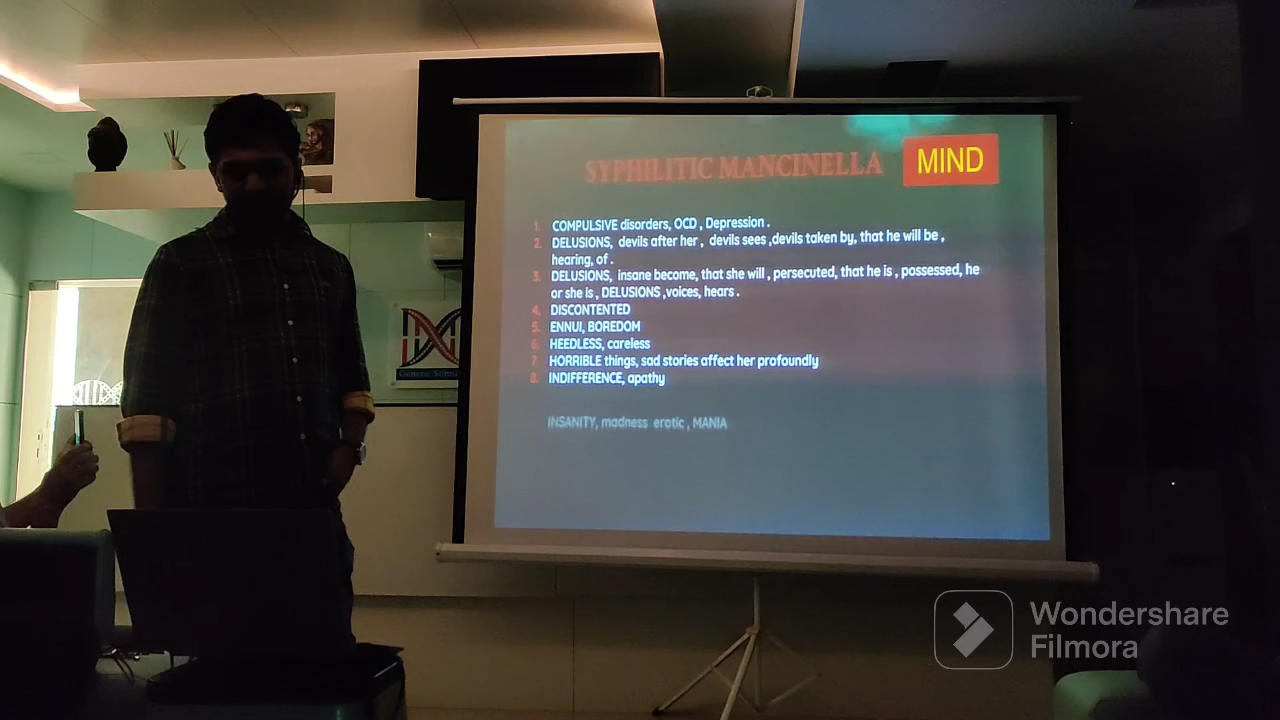 SYPHILITIC MANCINELLA MIND
1. COMPULSIVE disorders, OCD , Depression .
2. DELUSIONS, devils after her , devils sees ,devils taken by, that he will be ,
hearing, of .
3. DELUSIONS, insane become, that she will , persecuted, that he is , possessed, he
or she is , DELUSIONS ,voices, hears .
4. DISCONTENTED
5. ENNUI, BOREDOM
6. HEEDLESS, careless
7. HORRIBLE things, sad stories affect her profoundly
8. INDIFFERENCE, apathy
INSANITY, madness erotic , MANIA
Wondershare
Filmora